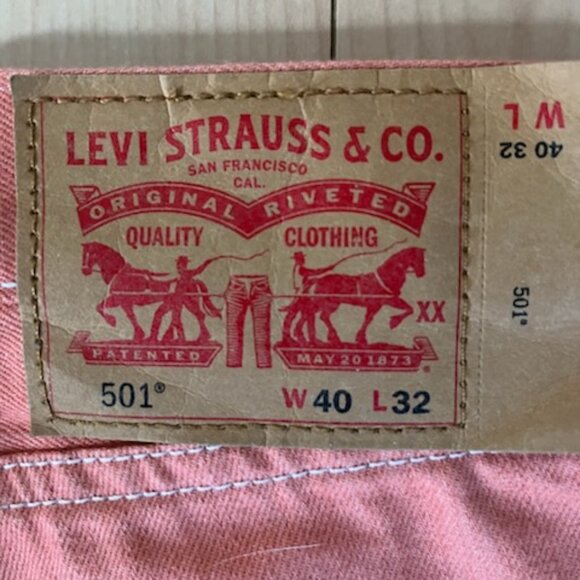 LEVI STRAUSS & CO.
SAN FRANCISCO
CAL.
ORIGINAL RIVETED
QUALITY CLOTHING
XX
PATENTED MAY 20 1873
®
501® W40 L32
W L
40 32
501®